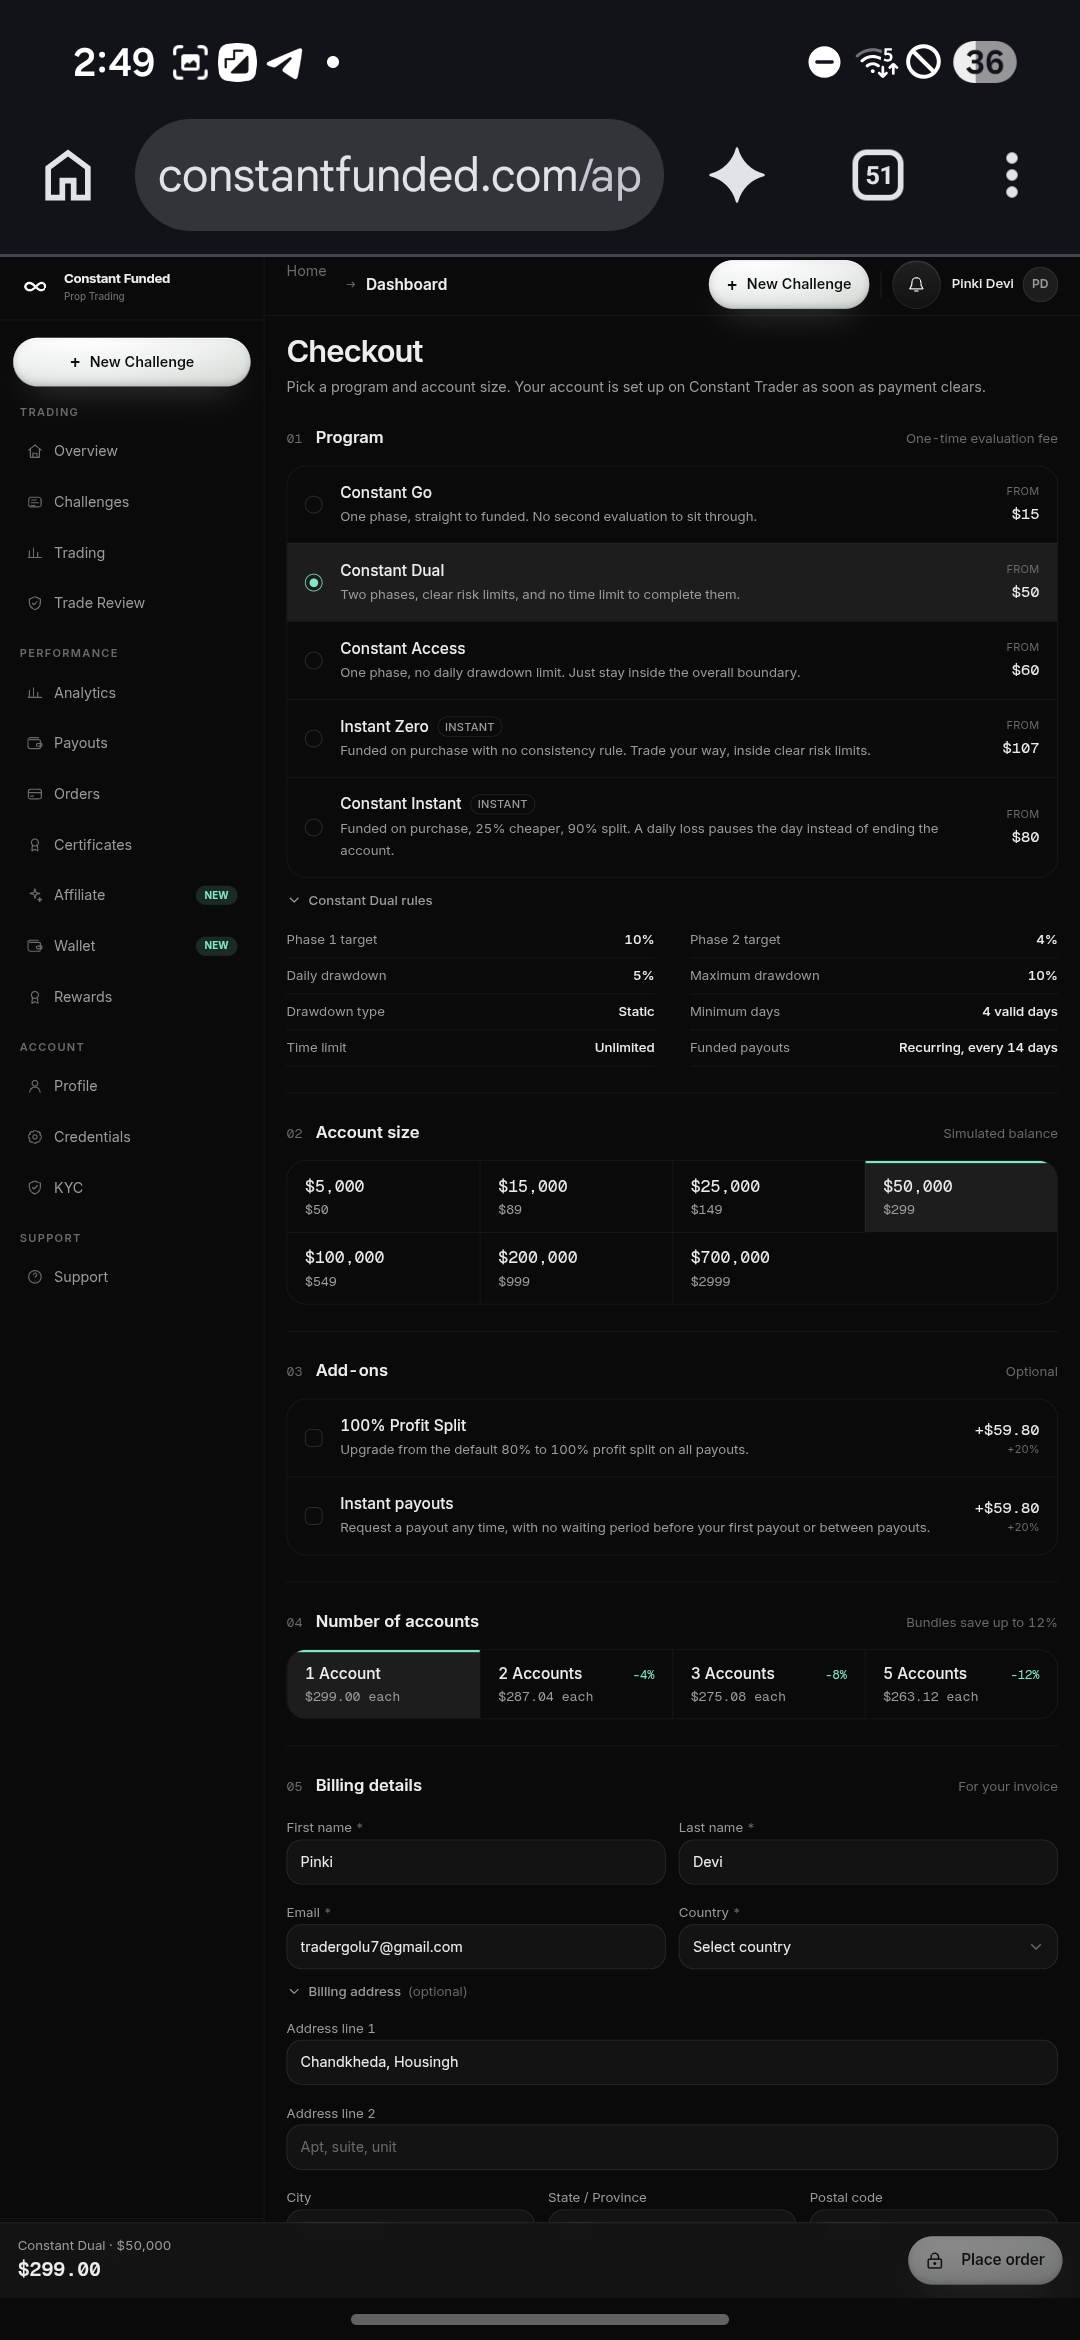 2:49
5
36
constantfunded.com/ap
51
Constant Funded
Prop Trading
Home
→ Dashboard
+ New Challenge
Pinki Devi
PD
+ New Challenge
TRADING
Overview
Challenges
Trading
Trade Review
PERFORMANCE
Analytics
Payouts
Orders
Certificates
Affiliate NEW
Wallet NEW
Rewards
ACCOUNT
Profile
Credentials
KYC
SUPPORT
Support
Checkout
Pick a program and account size. Your account is set up on Constant Trader as soon as payment clears.
01 Program One-time evaluation fee
Constant Go
One phase, straight to funded. No second evaluation to sit through.
FROM
$15
Constant Dual
Two phases, clear risk limits, and no time limit to complete them.
FROM
$50
Constant Access
One phase, no daily drawdown limit. Just stay inside the overall boundary.
FROM
$60
Instant Zero INSTANT
Funded on purchase with no consistency rule. Trade your way, inside clear risk limits.
FROM
$107
Constant Instant INSTANT
Funded on purchase, 25% cheaper, 90% split. A daily loss pauses the day instead of ending the
account.
FROM
$80
Constant Dual rules
Phase 1 target 10%
Phase 2 target 4%
Daily drawdown 5%
Maximum drawdown 10%
Drawdown type Static
Minimum days 4 valid days
Time limit Unlimited
Funded payouts Recurring, every 14 days
02 Account size Simulated balance
$5,000
$50
$15,000
$89
$25,000
$149
$50,000
$299
$100,000
$549
$200,000
$999
$700,000
$2999
03 Add-ons Optional
100% Profit Split
Upgrade from the default 80% to 100% profit split on all payouts.
+$59.80
+20%
Instant payouts
Request a payout any time, with no waiting period before your first payout or between payouts.
+$59.80
+20%
04 Number of accounts Bundles save up to 12%
1 Account
$299.00 each
2 Accounts -4%
$287.04 each
3 Accounts -8%
$275.08 each
5 Accounts -12%
$263.12 each
05 Billing details For your invoice
First name *
Pinki
Last name *
Devi
Email *
tradergolu7@gmail.com
Country *
Select country
Billing address (optional)
Address line 1
Chandkheda, Housingh
Address line 2
Apt, suite, unit
City
State / Province
Postal code
Constant Dual · $50,000
$299.00
Place order